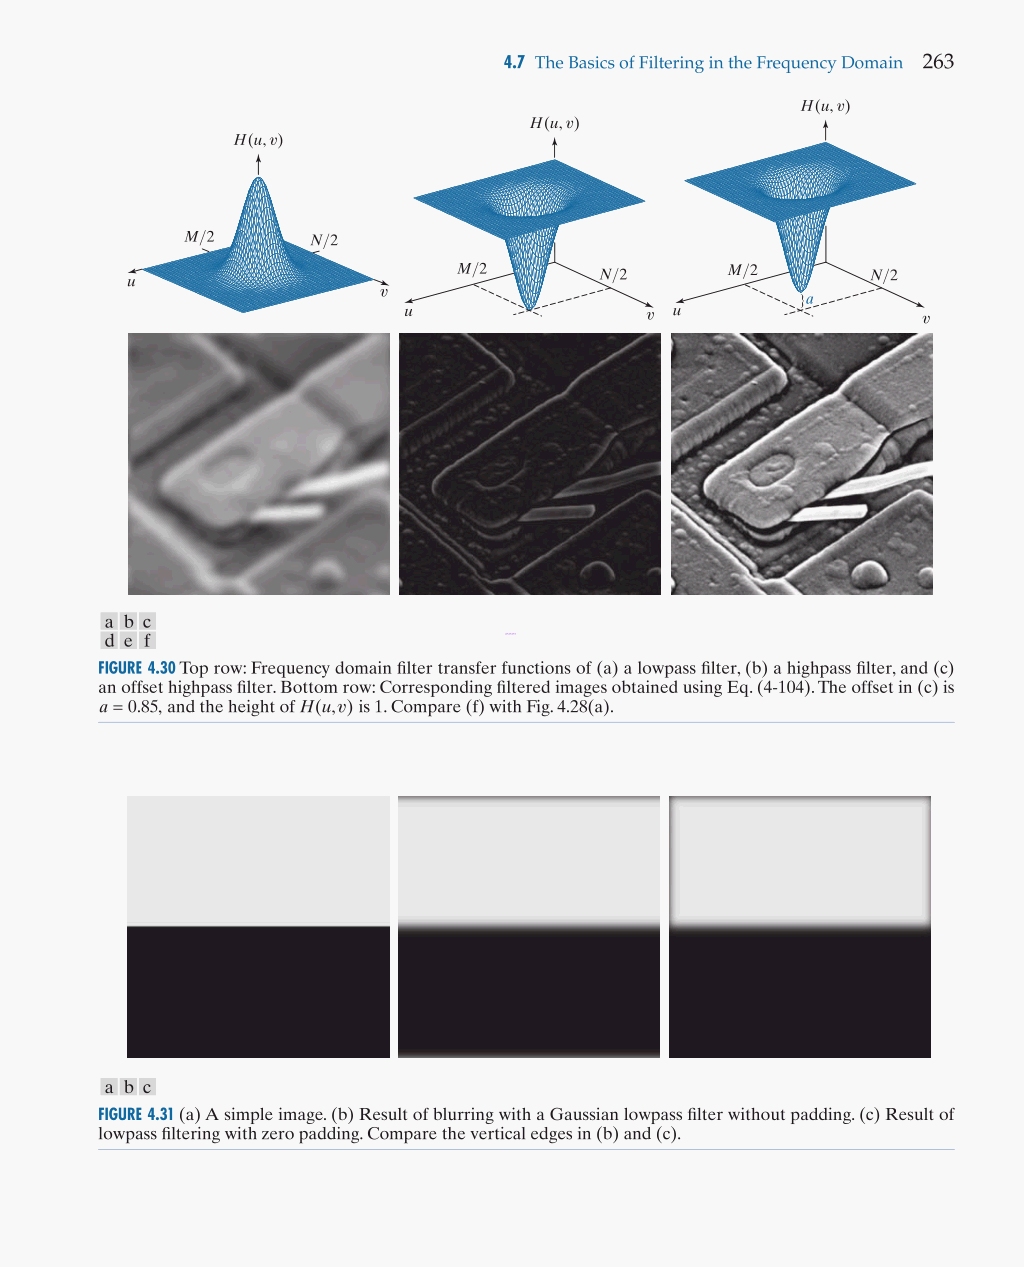 4.7 The Basics of Filtering in the Frequency Domain 263
H(u, v)
H(u, v)
H(u, v)
M/2
N/2
u
v
M/2
N/2
u
v
M/2
N/2
a
u
v
a b c
d e f
FIGURE 4.30 Top row: Frequency domain filter transfer functions of (a) a lowpass filter, (b) a highpass filter, and (c)
an offset highpass filter. Bottom row: Corresponding filtered images obtained using Eq. (4-104). The offset in (c) is
a = 0.85, and the height of H(u,v) is 1. Compare (f) with Fig. 4.28(a).
a b c
FIGURE 4.31 (a) A simple image. (b) Result of blurring with a Gaussian lowpass filter without padding. (c) Result of
lowpass filtering with zero padding. Compare the vertical edges in (b) and (c).